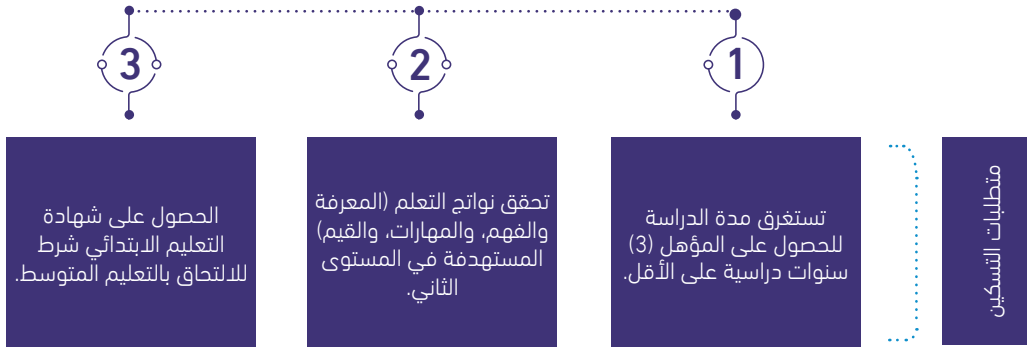 متطلبات التسكين
1
تستغرق مدة الدراسة
للحصول على المؤهل (3)
سنوات دراسية على الأقل.
2
تحقق نواتج التعلم (المعرفة
والفهم، والمهارات، والقيم)
المستهدفة في المستوى
الثاني.
3
الحصول على شهادة
التعليم الابتدائي شرط
للالتحاق بالتعليم المتوسط.